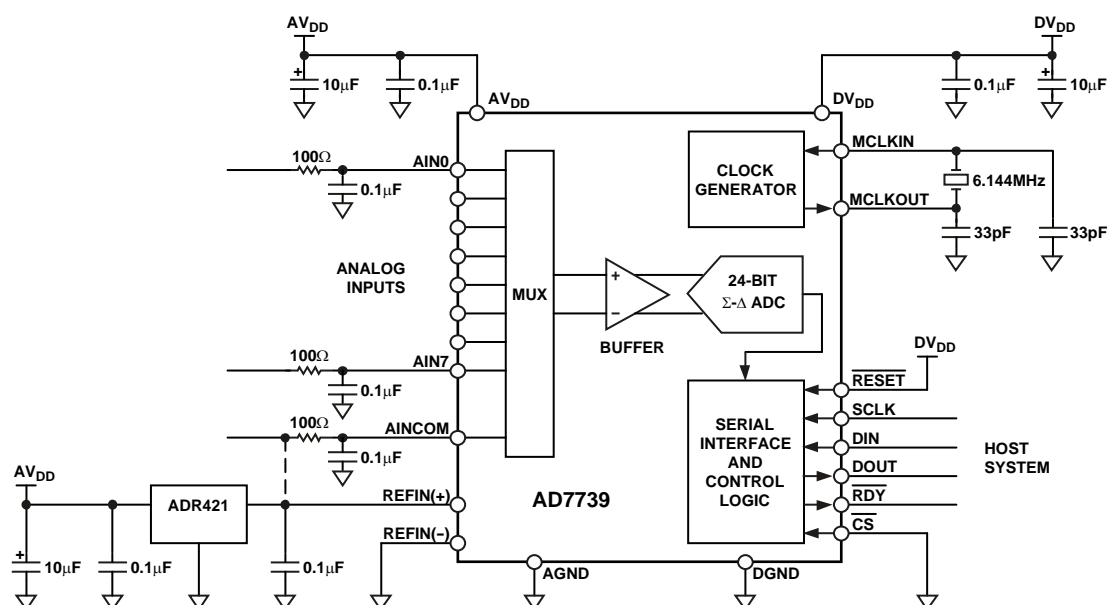 AVDD
DVDD
10µF
0.1µF
0.1µF
10µF
AVDD
DVDD
100Ω
AIN0
0.1µF
MCLKIN
CLOCK
GENERATOR
6.144MHz
MCLKOUT
33pF
33pF
ANALOG
INPUTS
MUX
+
−
BUFFER
24-BIT
Σ-Δ ADC
DVDD
100Ω
AIN7
0.1µF
RESET
SCLK
DIN
DOUT
RDY
CS
SERIAL
INTERFACE
AND
CONTROL
LOGIC
HOST
SYSTEM
100Ω
AINCOM
0.1µF
AVDD
ADR421
REFIN(+)
REFIN(−)
AD7739
10µF
0.1µF
0.1µF
AGND
DGND